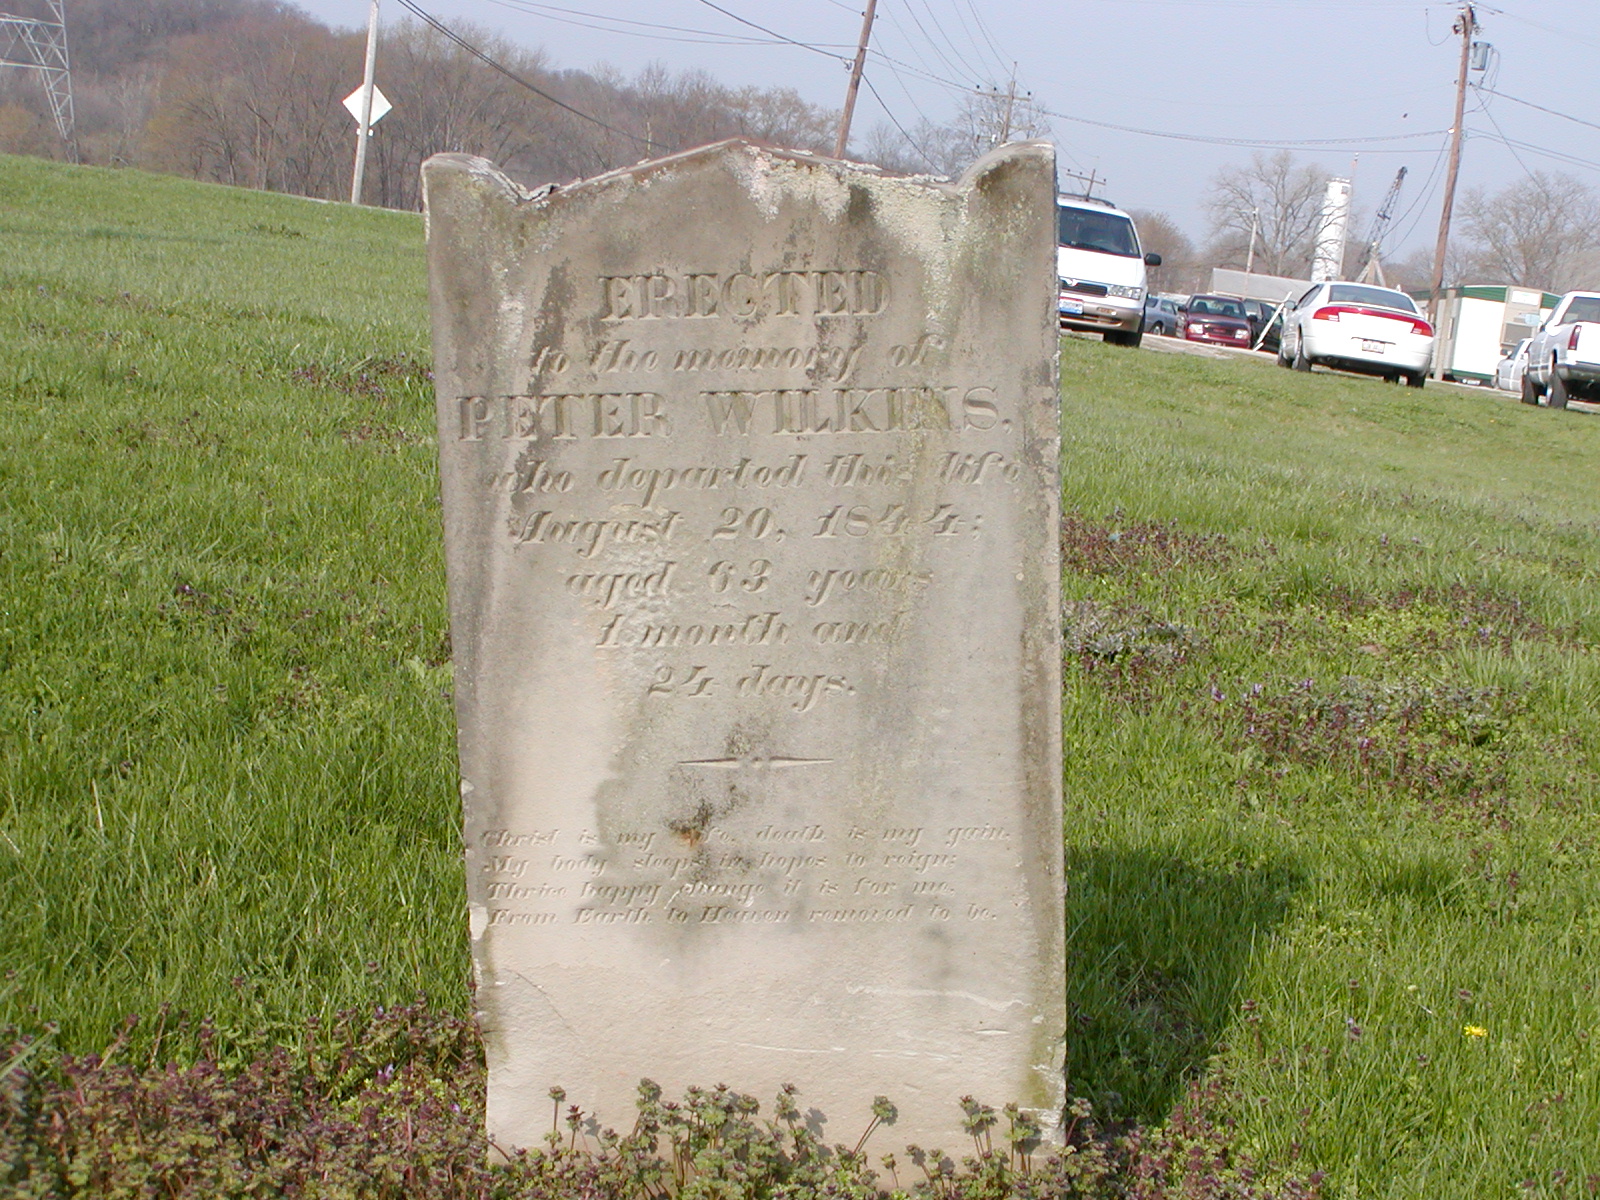 ERECTED
to the memory of
PETER WILKENS,
who departed this life
August 20, 1844;
aged 63 years
1 month and
24 days.
Christ is my life, death is my gain,
My body sleeps in hopes to reign;
Thrice happy change it is for me,
From Earth to Heaven removed to be.